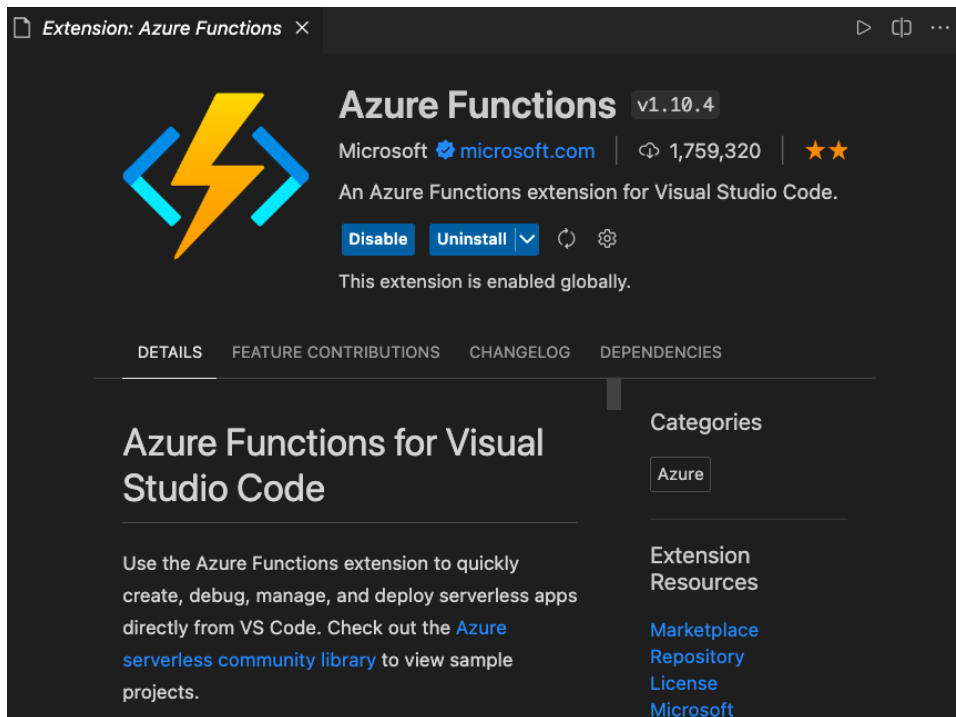 Extension: Azure Functions
Azure Functions v1.10.4
Microsoft microsoft.com 1,759,320
An Azure Functions extension for Visual Studio Code.
Disable Uninstall
This extension is enabled globally.
DETAILS FEATURE CONTRIBUTIONS CHANGELOG DEPENDENCIES
Azure Functions for Visual
Studio Code
Use the Azure Functions extension to quickly
create, debug, manage, and deploy serverless apps
directly from VS Code. Check out the Azure
serverless community library to view sample
projects.
Categories
Azure
Extension
Resources
Marketplace
Repository
License
Microsoft